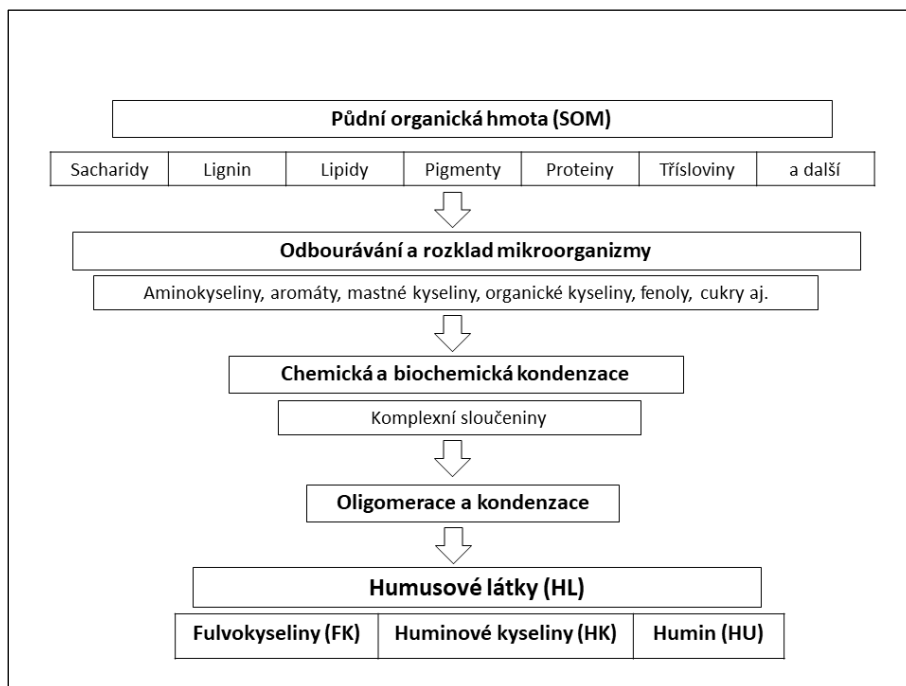 Půdní organická hmota (SOM)
Sacharidy Lignin Lipidy Pigmenty Proteiny Třísloviny a další
Odbourávání a rozklad mikroorganizmy
Aminokyseliny, aromáty, mastné kyseliny, organické kyseliny, fenoly, cukry aj.
Chemická a biochemická kondenzace
Komplexní sloučeniny
Oligomerace a kondenzace
Humusové látky (HL)
Fulvokyseliny (FK) Huminové kyseliny (HK) Humin (HU)